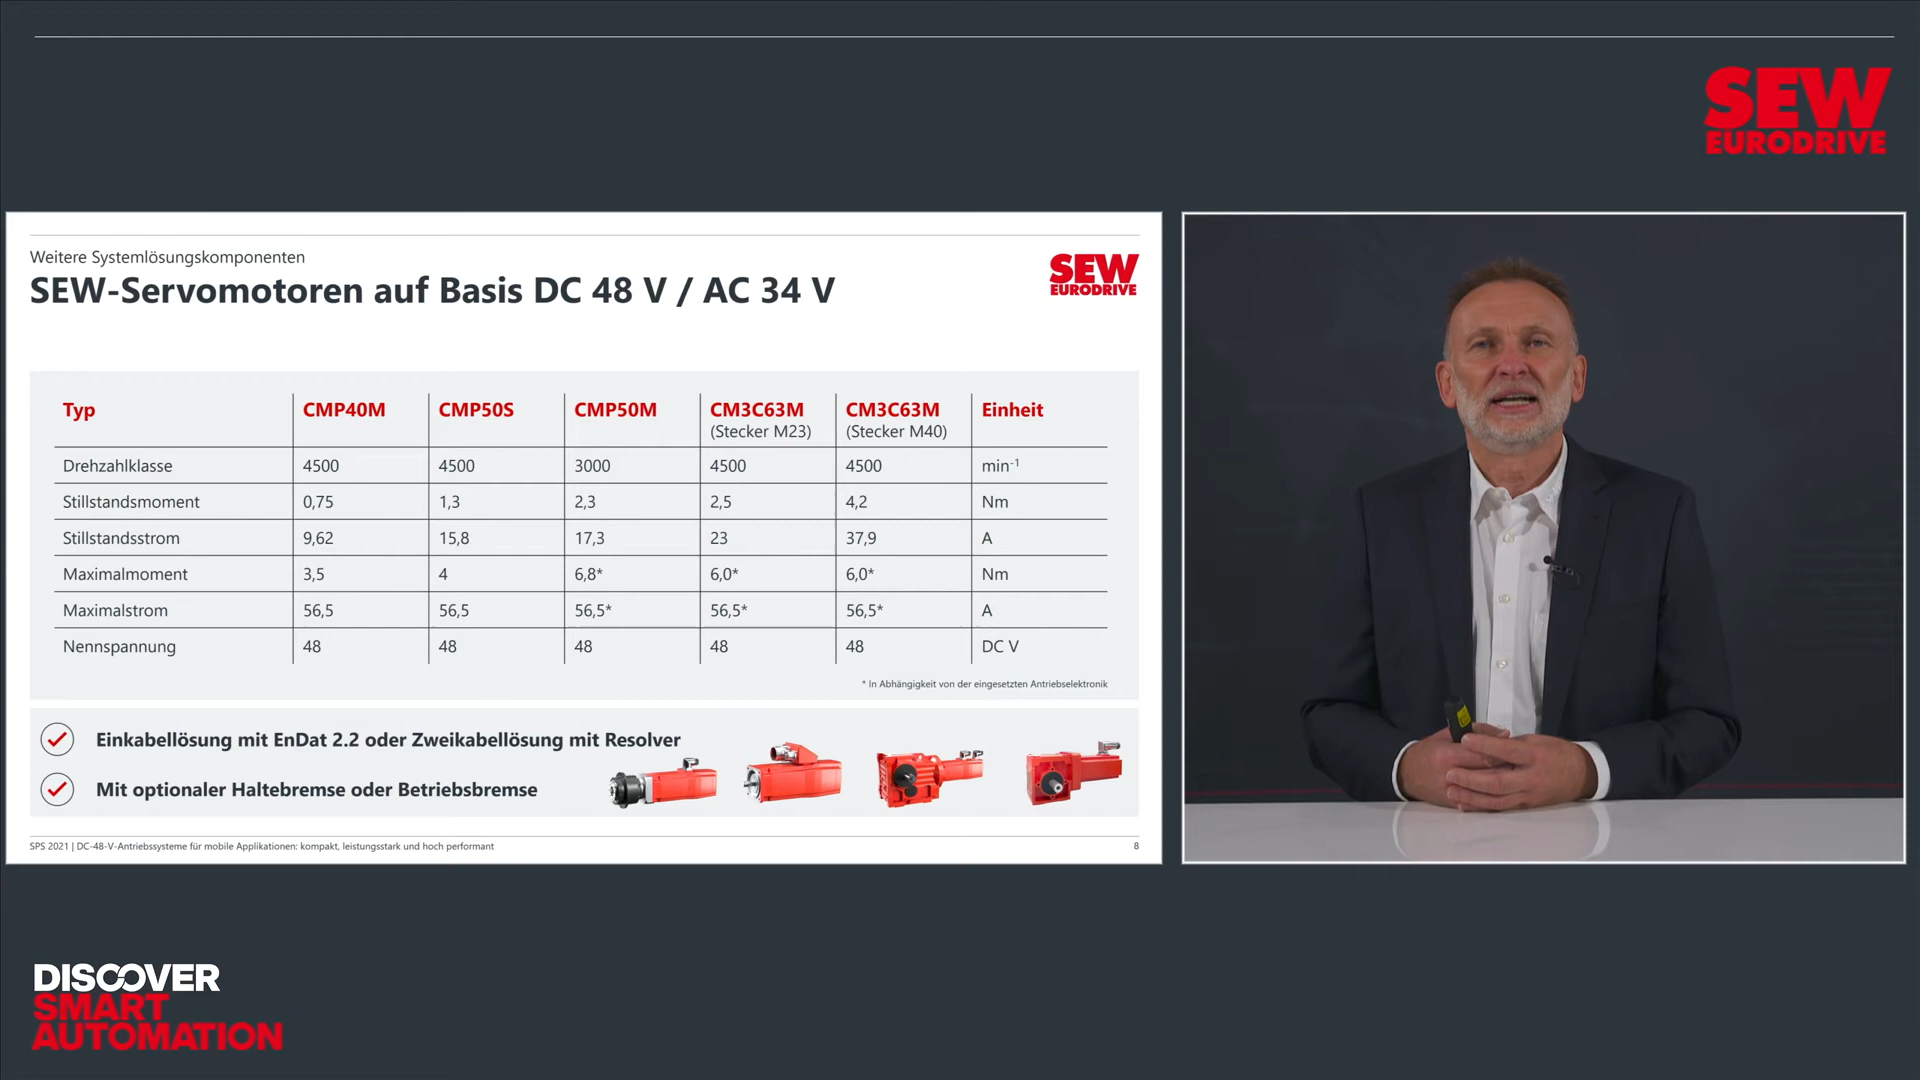 SEW
EURODRIVE
Weitere Systemlösungskomponenten
SEW-Servomotoren auf Basis DC 48 V / AC 34 V
SEW
EURODRIVE
Typ CMP40M CMP50S CMP50M CM3C63M CM3C63M Einheit
(Stecker M23) (Stecker M40)
Drehzahlklasse 4500 4500 3000 4500 4500 min⁻¹
Stillstandsmoment 0,75 1,3 2,3 2,5 4,2 Nm
Stillstandsstrom 9,62 15,8 17,3 23 37,9 A
Maximalmoment 3,5 4 6,8* 6,0* 6,0* Nm
Maximalstrom 56,5 56,5 56,5* 56,5* 56,5* A
Nennspannung 48 48 48 48 48 DC V
* In Abhängigkeit von der eingesetzten Antriebselektronik
Einkabellösung mit EnDat 2.2 oder Zweikabellösung mit Resolver
Mit optionaler Haltebremse oder Betriebsbremse
SPS 2021 | DC-48-V-Antriebssysteme für mobile Applikationen: kompakt, leistungsstark und hoch performant 8
DISCOVER
SMART
AUTOMATION